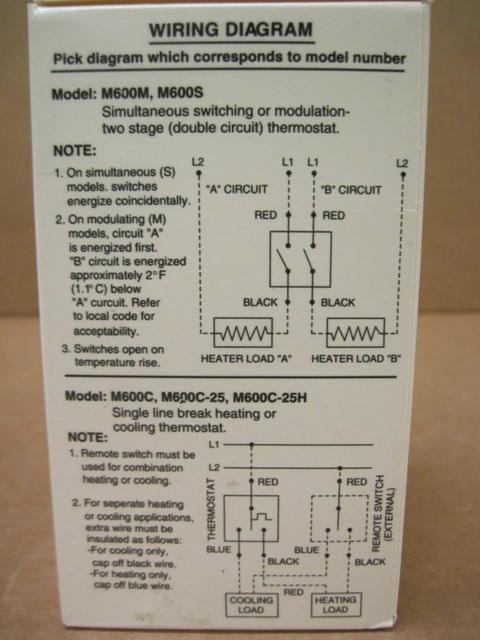 WIRING DIAGRAM
Pick diagram which corresponds to model number
Model: M600M, M600S
Simultaneous switching or modulation-
two stage (double circuit) thermostat.
NOTE:
1. On simultaneous (S)
models. switches
energize coincidentally.
2. On modulating (M)
models, circuit "A"
is energized first.
"B" circuit is energized
approximately 2°F
(1.1°C) below
"A" curcuit. Refer
to local code for
acceptability.
3. Switches open on
temperature rise.
L2 L1 L1 L2
"A" CIRCUIT "B" CIRCUIT
RED RED
BLACK BLACK
HEATER LOAD "A" HEATER LOAD "B"
Model: M600C, M600C-25, M600C-25H
Single line break heating or
cooling thermostat.
NOTE:
1. Remote switch must be
used for combination
heating or cooling.
2. For seperate heating
or cooling applications,
extra wire must be
insulated as follows:
-For cooling only,
cap off black wire.
-For heating only,
cap off blue wire.
L1
L2
RED RED
THERMOSTAT
REMOTE SWITCH
(EXTERNAL)
BLUE BLACK BLUE BLACK
RED
COOLING
LOAD
HEATING
LOAD